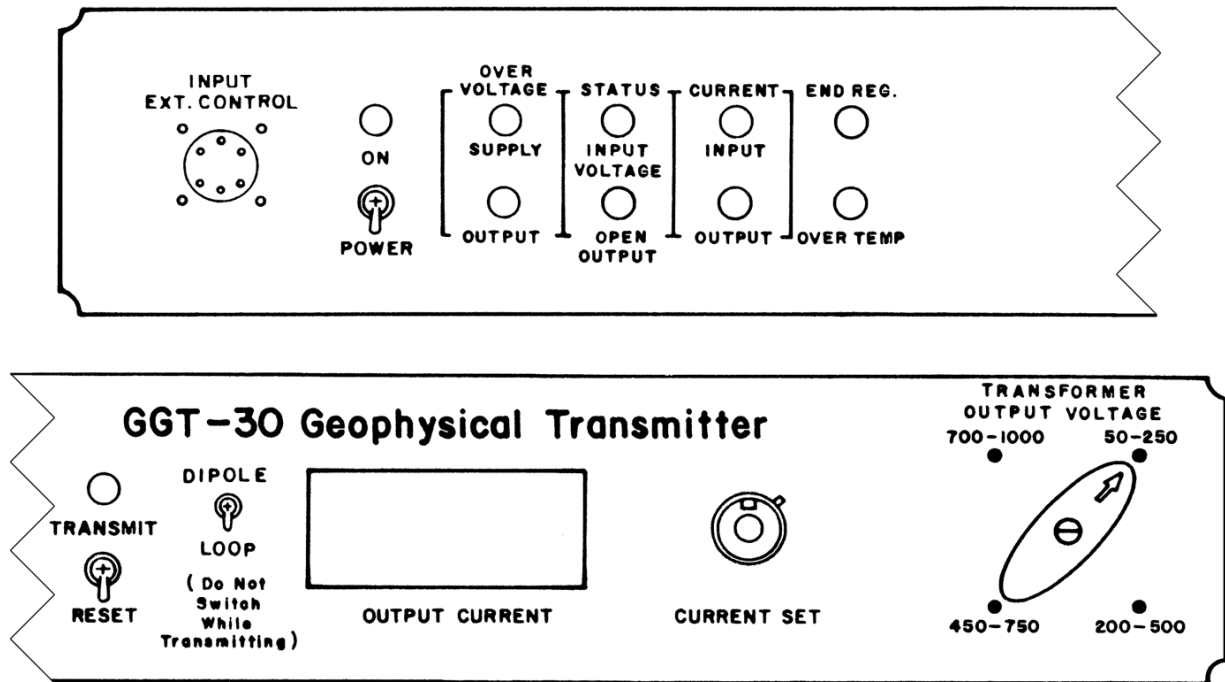 INPUT
EXT. CONTROL
ON
POWER
OVER
VOLTAGE
SUPPLY
OUTPUT
STATUS
INPUT
VOLTAGE
OPEN
OUTPUT
CURRENT
INPUT
OUTPUT
END REG.
OVER TEMP
GGT-30 Geophysical Transmitter
TRANSMIT
RESET
DIPOLE
LOOP
(Do Not
Switch
While
Transmitting)
OUTPUT CURRENT
CURRENT SET
TRANSFORMER
OUTPUT VOLTAGE
700-1000 50-250
450-750 200-500